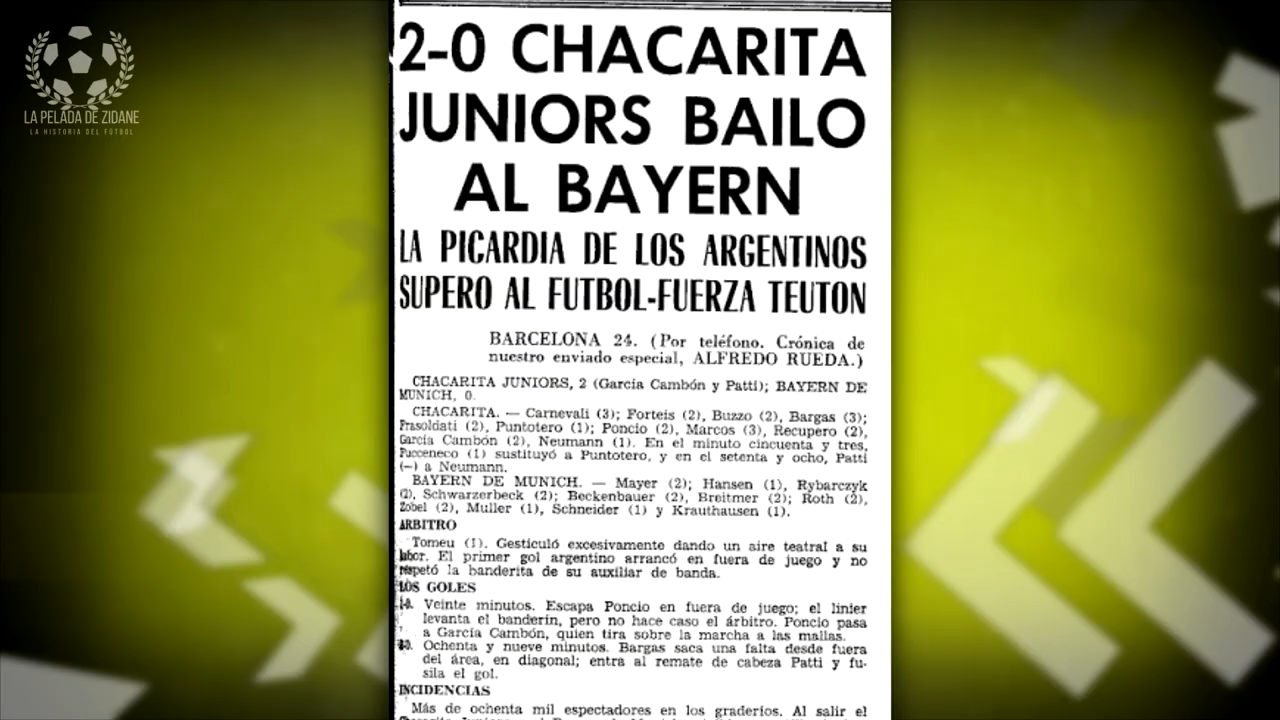 LA PELADA DE ZIDANE
LA HISTORIA DEL FÚTBOL
2-0 CHACARITA
JUNIORS BAILO
AL BAYERN
LA PICARDIA DE LOS ARGENTINOS
SUPERO AL FUTBOL-FUERZA TEUTON
BARCELONA 24. (Por teléfono. Crónica de
nuestro enviado especial, ALFREDO RUEDA.)
CHACARITA JUNIORS, 2 (García Cambón y Patti); BAYERN DE
MUNICH, 0.
CHACARITA. — Carnevali (3); Forteis (2), Buzzo (2), Bargas (3);
Frasoldati (2), Puntotero (1); Poncio (2), Marcos (3), Recupero (2),
García Cambón (2), Neumann (1). En el minuto cincuenta y tres,
Pucceneco (1) sustituyó a Puntotero, y en el setenta y ocho, Patti
(—) a Neumann.
BAYERN DE MUNICH. — Mayer (2); Hansen (1), Rybarczyk
(2), Schwarzerbeck (2); Beckenbauer (2), Breitmer (2); Roth (2),
Zobel (2), Muller (1), Schneider (1) y Krauthausen (1).
ARBITRO
Tomeu (1). Gesticuló excesivamente dando un aire teatral a su
labor. El primer gol argentino arrancó en fuera de juego y no
respetó la banderita de su auxiliar de banda.
LOS GOLES
Veinte minutos. Escapa Poncio en fuera de juego; el linier
levanta el banderín, pero no hace caso el árbitro. Poncio pasa
a García Cambón, quien tira sobre la marcha a las mallas.
Ochenta y nueve minutos. Bargas saca una falta desde fuera
del área, en diagonal; entra al remate de cabeza Patti y fu-
sila el gol.
INCIDENCIAS
Más de ochenta mil espectadores en los graderíos. Al salir el